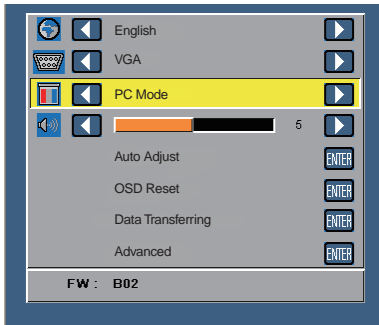 English
VGA
PC Mode
5
Auto Adjust ENTER
OSD Reset ENTER
Data Transferring ENTER
Advanced ENTER
FW : B02